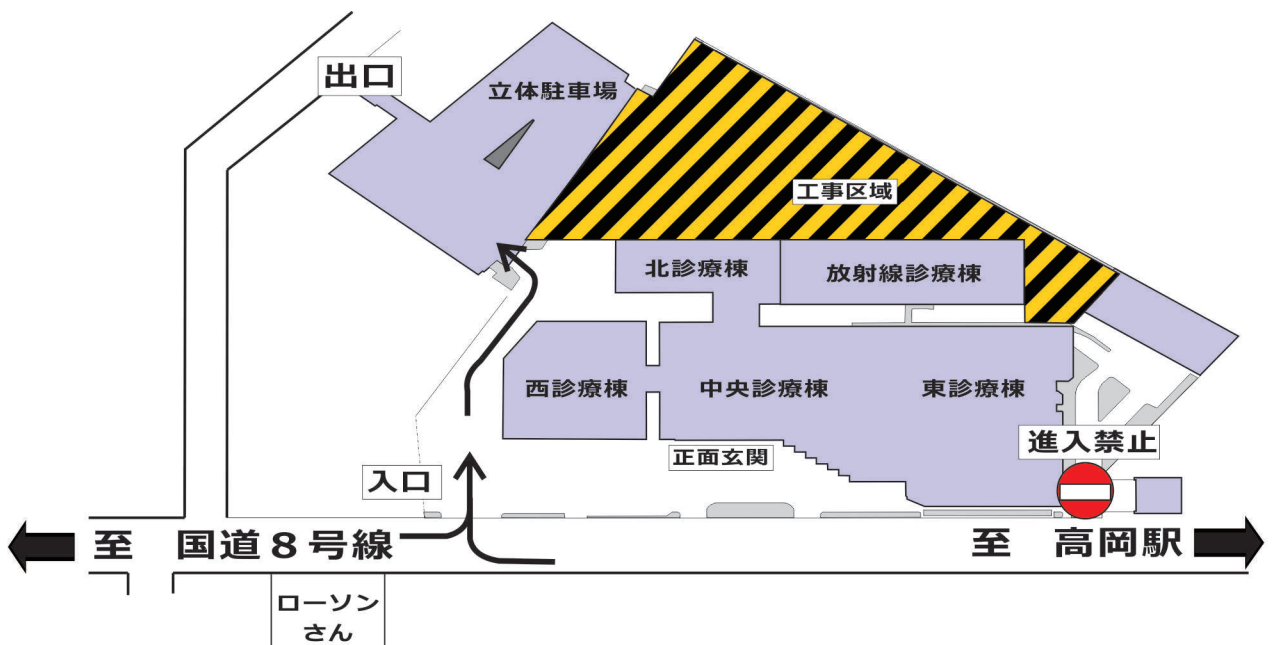 出口
立体駐車場
工事区域
北診療棟
放射線診療棟
西診療棟
中央診療棟
東診療棟
進入禁止
正面玄関
入口
至 国道8号線
至 高岡駅
ローソン
さん